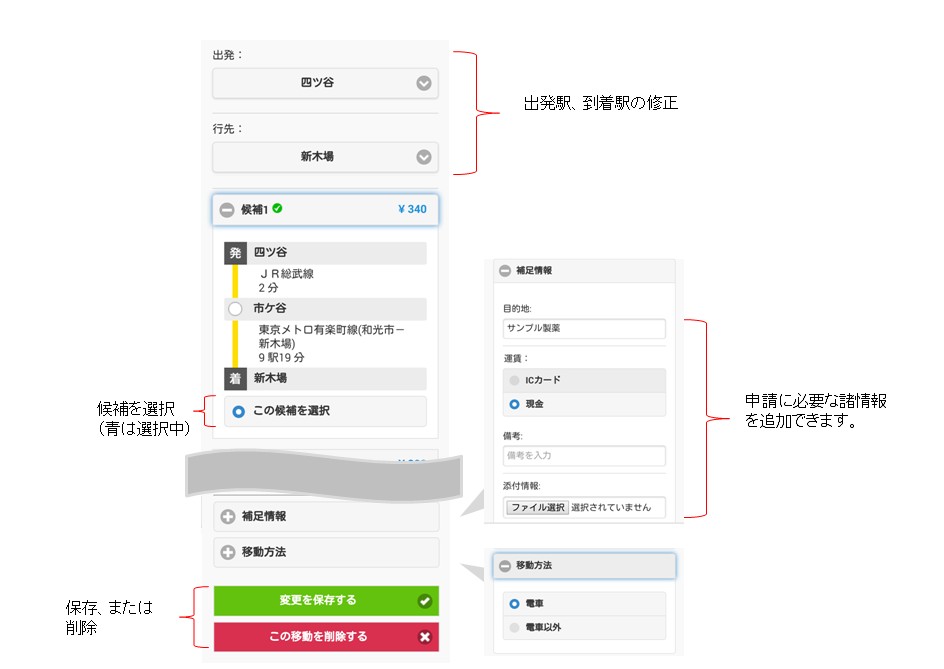 出発：
四ツ谷
行先：
新木場
出発駅、到着駅の修正
候補1
¥ 340
発 四ツ谷
ＪＲ総武線
2 分
市ケ谷
東京メトロ有楽町線(和光市－
新木場)
9 駅19 分
着 新木場
この候補を選択
候補を選択
（青は選択中）
補足情報
移動方法
変更を保存する
この移動を削除する
保存、または
削除
補足情報
目的地:
サンプル製薬
運賃：
ICカード
現金
備考:
備考を入力
添付情報:
ファイル選択 選択されていません
申請に必要な諸情報
を追加できます。
移動方法
電車
電車以外